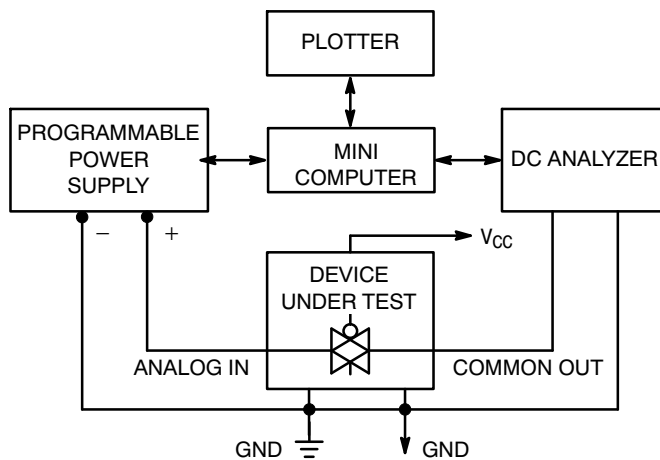 PLOTTER
PROGRAMMABLE
POWER
SUPPLY
MINI
COMPUTER
DC ANALYZER
− +
VCC
DEVICE
UNDER TEST
ANALOG IN
COMMON OUT
GND
GND